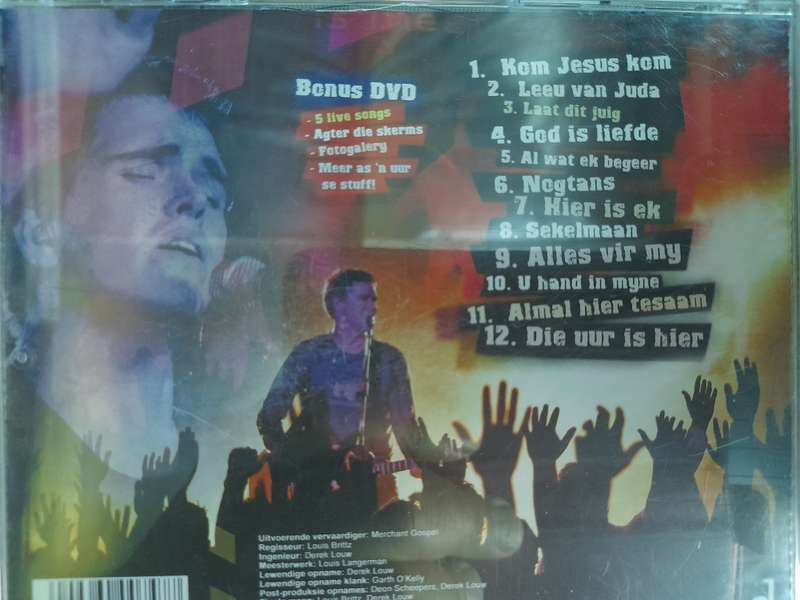 Bonus DVD
- 5 live songs
- Agter die skerms
- Fotogalery
- Meer as 'n uur
se stuff!
1. Kom Jesus kom
2. Leeu van Juda
3. Laat dit juig
4. God is liefde
5. Al wat ek begeer
6. Nogtans
7. Hier is ek
8. Sekelmaan
9. Alles vir my
10. U hand in myne
11. Almal hier tesaam
12. Die uur is hier
Uitvoerende vervaardiger: Merchant Gospel
Regisseur: Louis Brittz
Ingenieur: Derek Louw
Meesterwerk: Louis Langerman
Lewendige opname: Derek Louw
Lewendige opname klank: Garth O'Kelly
Post-produksie opnames: Deon Scheepers, Derek Louw
Louis Brittz, Derek Louw